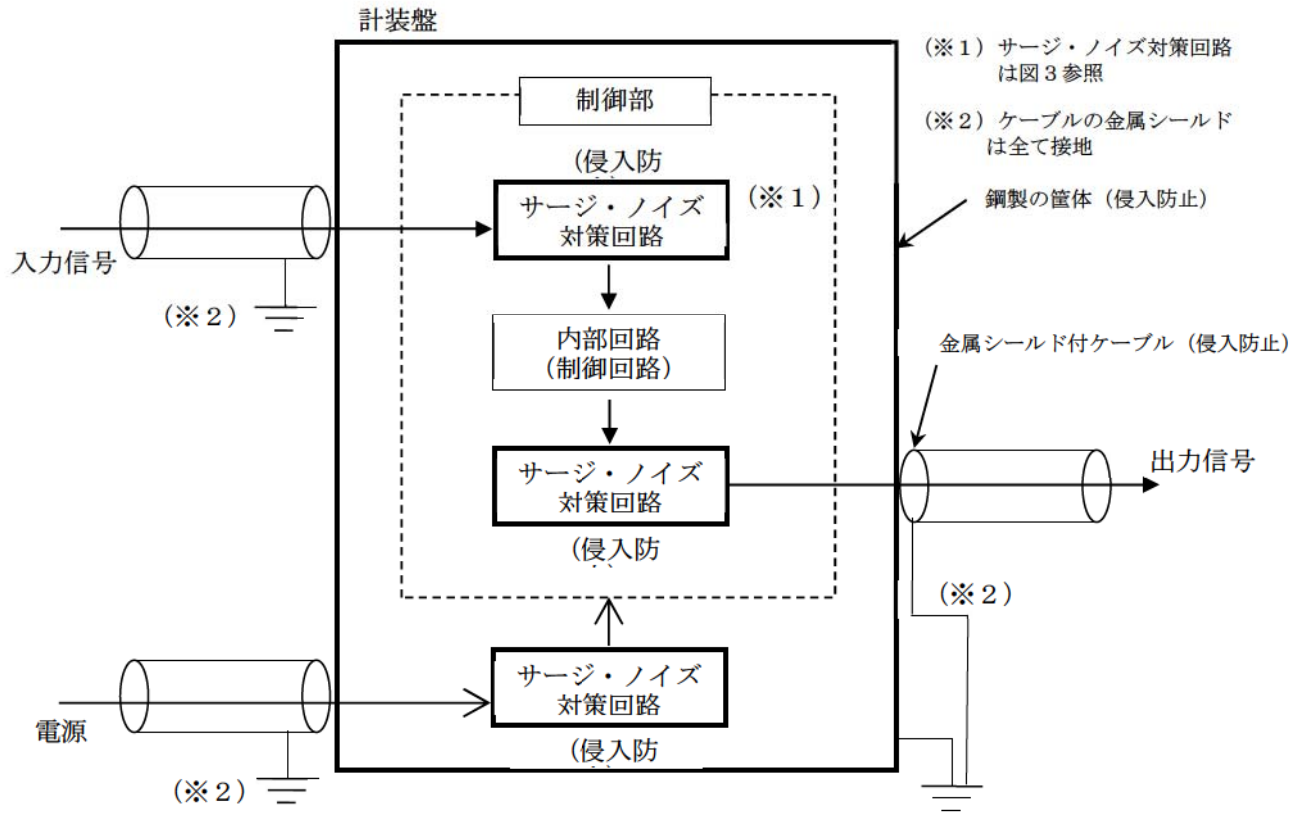 計装盤
(※1) サージ・ノイズ対策回路
は図3参照
制御部
(※2) ケーブルの金属シールド
は全て接地
(侵入防
サージ・ノイズ
対策回路
(※1)
鋼製の筐体(侵入防止)
入力信号
(※2)
内部回路
(制御回路)
金属シールド付ケーブル(侵入防止)
サージ・ノイズ
対策回路
出力信号
(侵入防
(※2)
サージ・ノイズ
対策回路
電源
(侵入防
(※2)